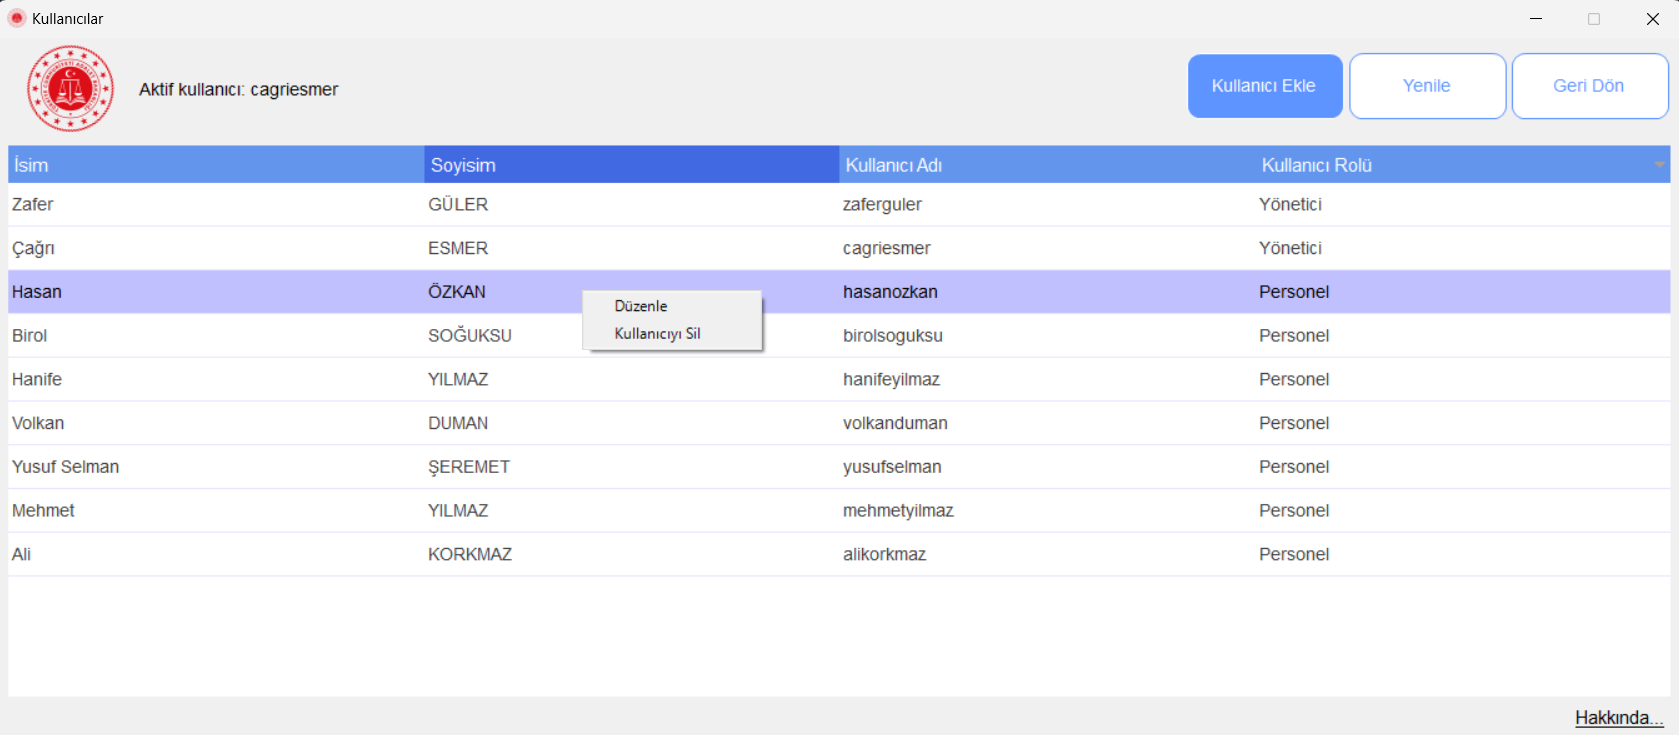 Kullanıcılar
Aktif kullanıcı: cagriesmer
Kullanıcı Ekle
Yenile
Geri Dön
İsim Soyisim Kullanıcı Adı Kullanıcı Rolü
Zafer GÜLER zaferguler Yönetici
Çağrı ESMER cagriesmer Yönetici
Hasan ÖZKAN hasanozkan Personel
Düzenle
Kullanıcıyı Sil
Birol SOĞUKSU birolsoguksu Personel
Hanife YILMAZ hanifeyilmaz Personel
Volkan DUMAN volkanduman Personel
Yusuf Selman ŞEREMET yusufselman Personel
Mehmet YILMAZ mehmetyilmaz Personel
Ali KORKMAZ alikorkmaz Personel
Hakkında...